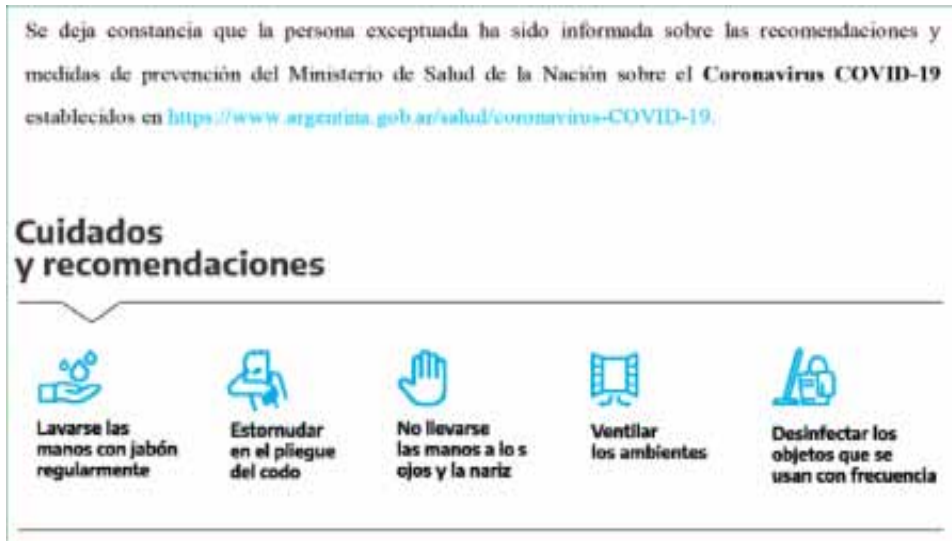 Se deja constancia que la persona exceptuada ha sido informada sobre las recomendaciones y
medidas de prevención del Ministerio de Salud de la Nación sobre el Coronavirus COVID-19
establecidos en https://www.argentina.gob.ar/salud/coronavirus-COVID-19.
Cuidados
y recomendaciones
Lavarse las
manos con jabón
regularmente
Estornudar
en el pliegue
del codo
No llevarse
las manos a lo s
ojos y la nariz
Ventilar
los ambientes
Desinfectar los
objetos que se
usan con frecuencia